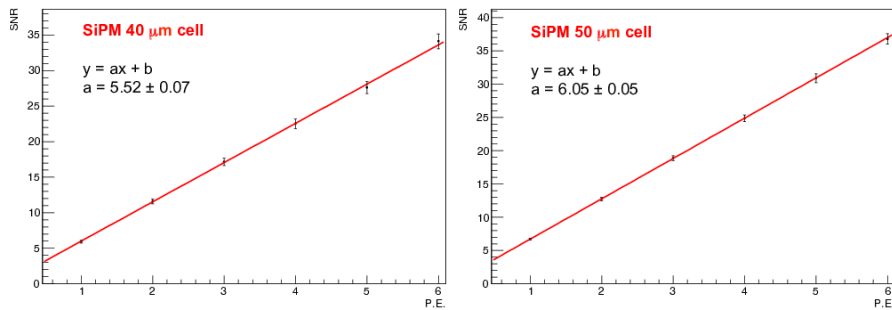 SNR
35
30
25
20
15
10
5
0
SiPM 40 μm cell
y = ax + b
a = 5.52 ± 0.07
1 2 3 4 5 6
P.E.
SNR
40
35
30
25
20
15
10
5
0
SiPM 50 μm cell
y = ax + b
a = 6.05 ± 0.05
1 2 3 4 5 6
P.E.